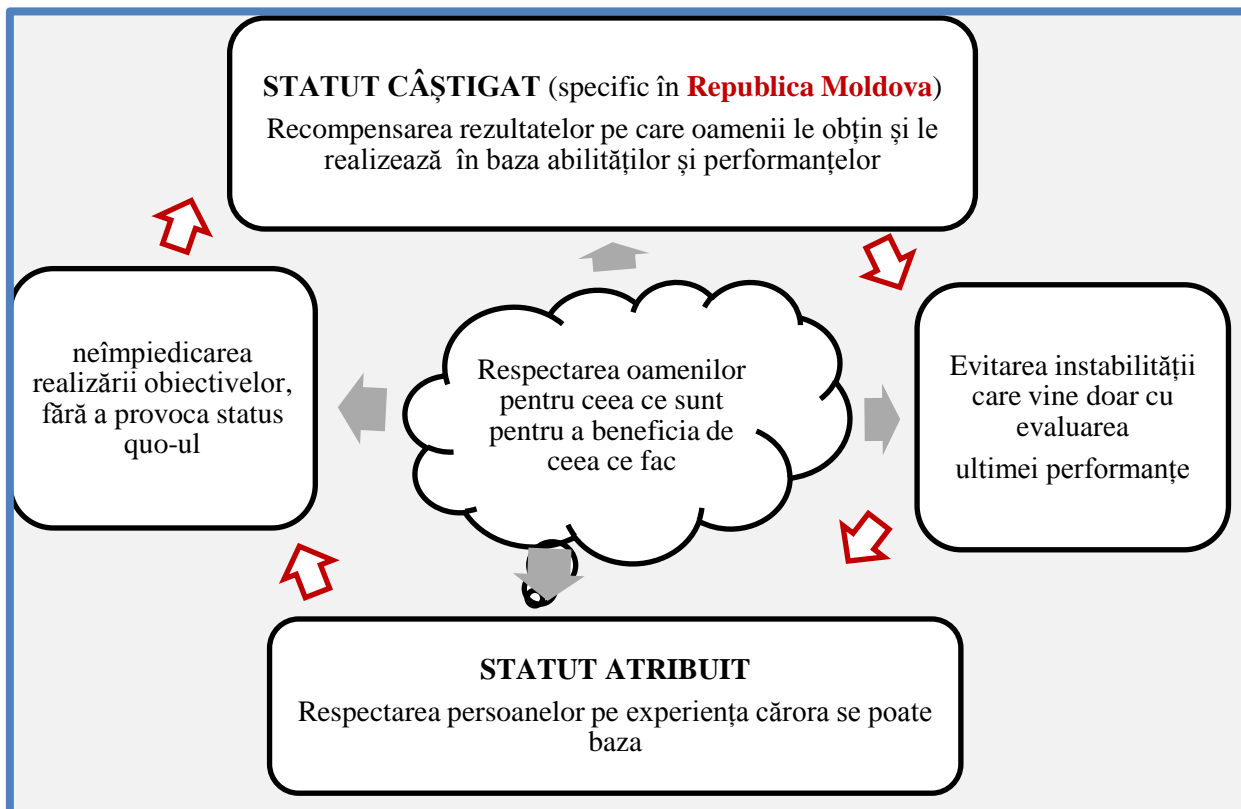 STATUT CÂȘTIGAT (specific în Republica Moldova)
Recompensarea rezultatelor pe care oamenii le obțin și le
realizează în baza abilităților și performanțelor
neîmpiedicarea
realizării obiectivelor,
fără a provoca status
quo-ul
Respectarea oamenilor
pentru ceea ce sunt
pentru a beneficia de
ceea ce fac
Evitarea instabilității
care vine doar cu
evaluarea
ultimei performanțe
STATUT ATRIBUIT
Respectarea persoanelor pe experiența cărora se poate
baza